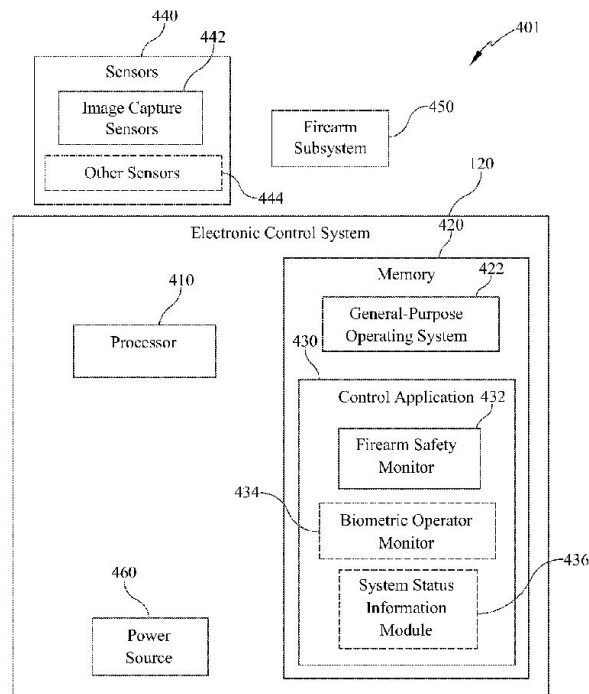 440
442
401
Sensors
Image Capture
Sensors
450
Firearm
Subsystem
Other Sensors
444
120
Electronic Control System
420
Memory
410
422
Processor
General-Purpose
Operating System
430
Control Application
432
Firearm Safety
Monitor
434
Biometric Operator
Monitor
436
System Status
Information
Module
460
Power
Source